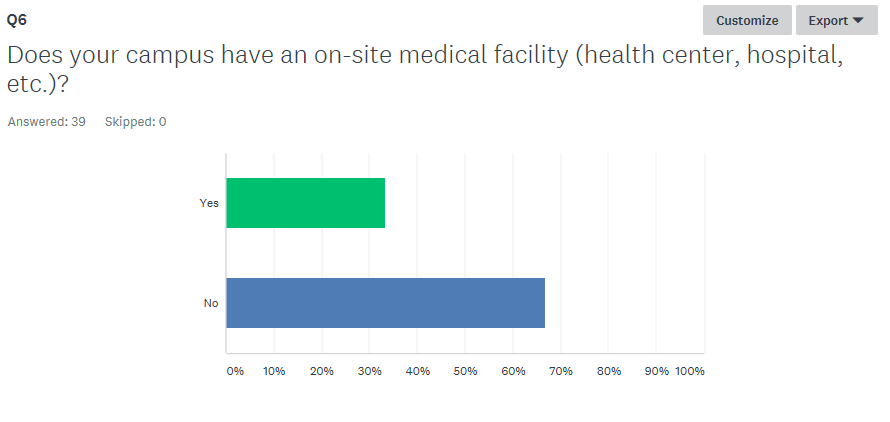 Q6
Customize
Export
Does your campus have an on-site medical facility (health center, hospital,
etc.)?
Answered: 39 Skipped: 0
Yes
No
0% 10% 20% 30% 40% 50% 60% 70% 80% 90% 100%